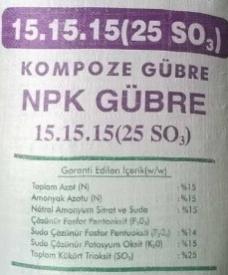 15.15.15(25 SO₃)
KOMPOZE GÜBRE
NPK GÜBRE
15.15.15(25 SO₃)
Garanti Edilen İçerik(w/w)
Toplam Azot (N) : %15
Amonyak Azotu (N) : %15
Nötral Amonyum Sitrat ve Suda : %15
Çözünür Fosfor Pentaoksit (P₂O₅)
Suda Çözünür Fosfor Pentaoksit (P₂O₅) : %14
Suda Çözünür Potasyum Oksit (K₂O) : %15
Toplam Kükürt Trioksit (SO₃) : %25